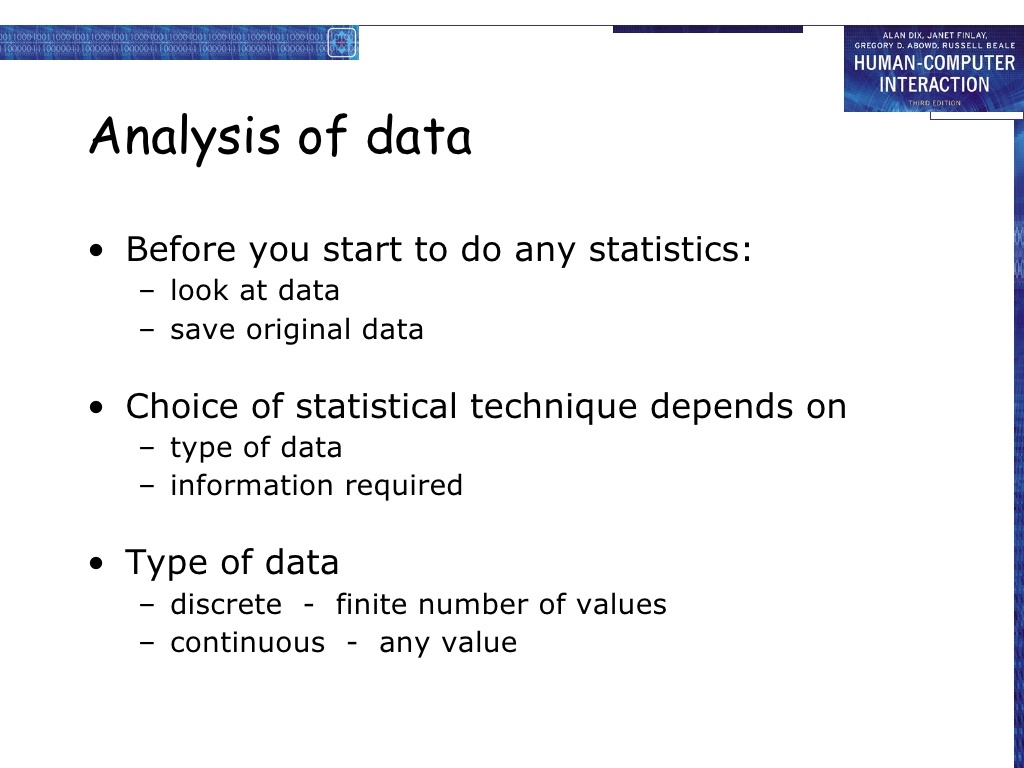 ALAN DIX, JANET FINLAY,
GREGORY D. ABOWD, RUSSELL BEALE
HUMAN-COMPUTER
INTERACTION
THIRD EDITION
Analysis of data
• Before you start to do any statistics:
– look at data
– save original data
• Choice of statistical technique depends on
– type of data
– information required
• Type of data
– discrete - finite number of values
– continuous - any value